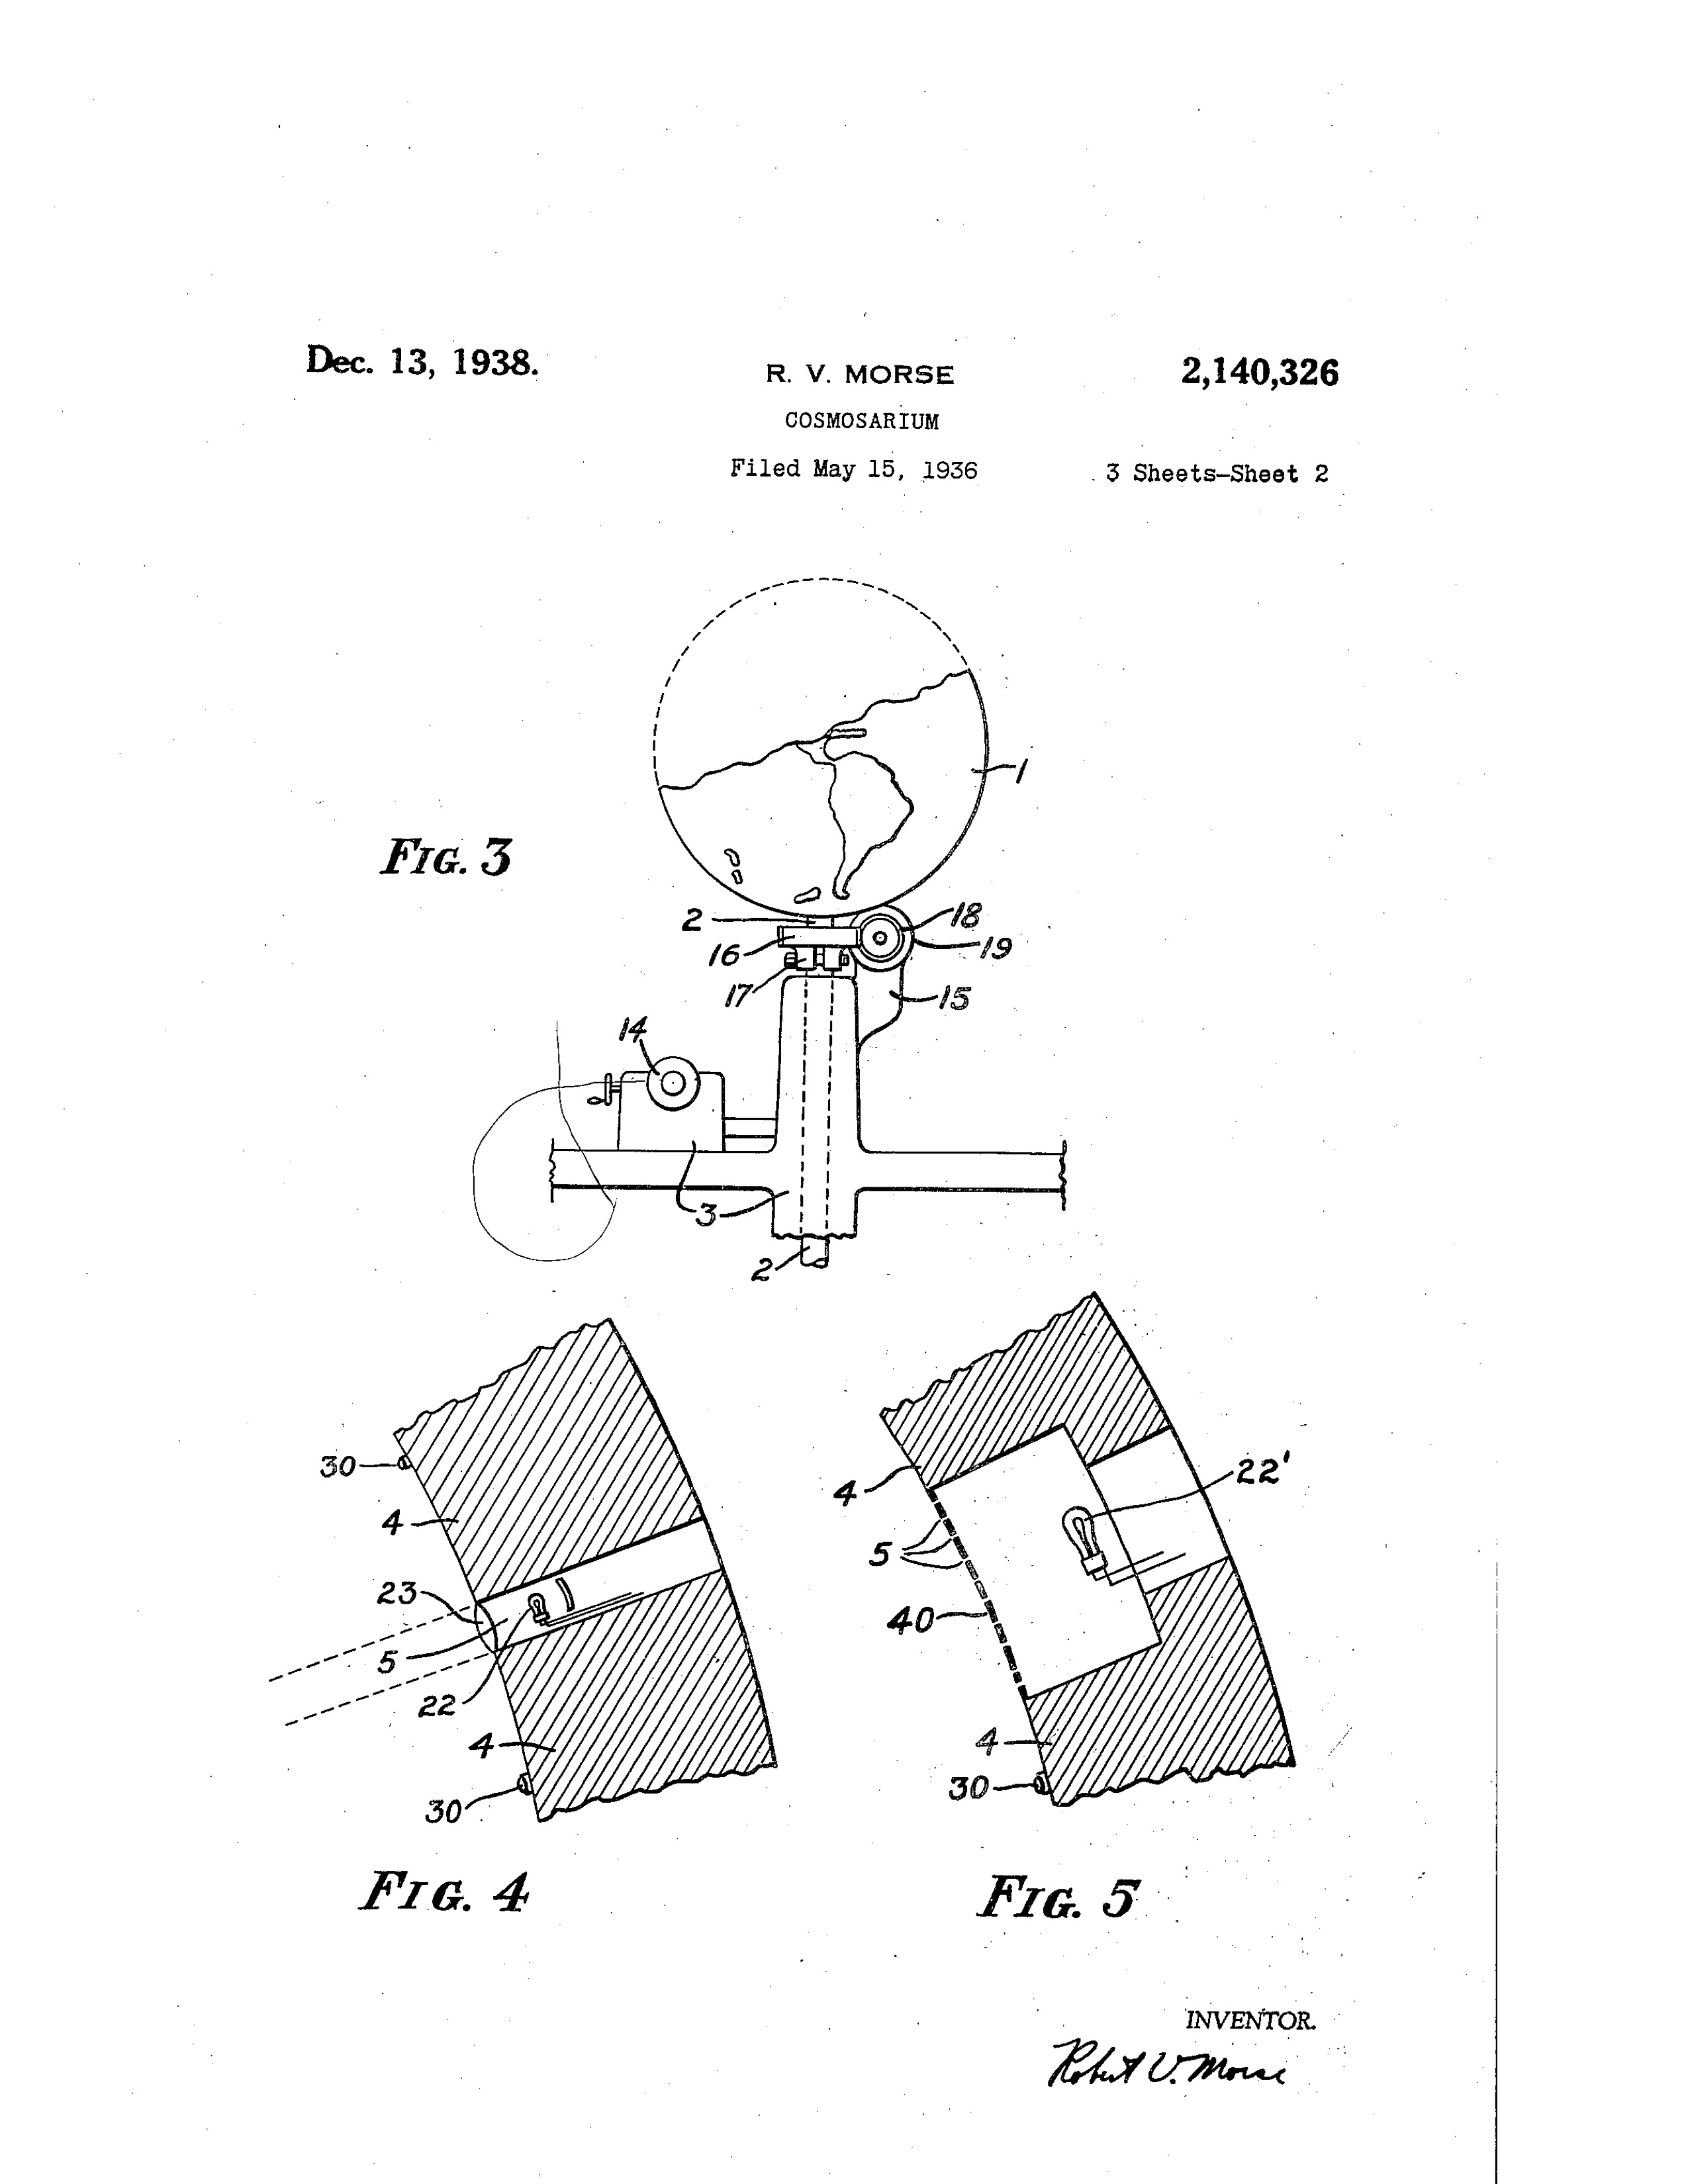 Dec. 13, 1938.
R. V. MORSE
2,140,326
COSMOSARIUM
Filed May 15, 1936
3 Sheets-Sheet 2
1
FIG. 3
2
18
16
19
17
15
14
3
2
30
4
22'
4
5
23
40
5
22
4
4
30
30
FIG. 4
FIG. 5
INVENTOR.
Robert V. Morse